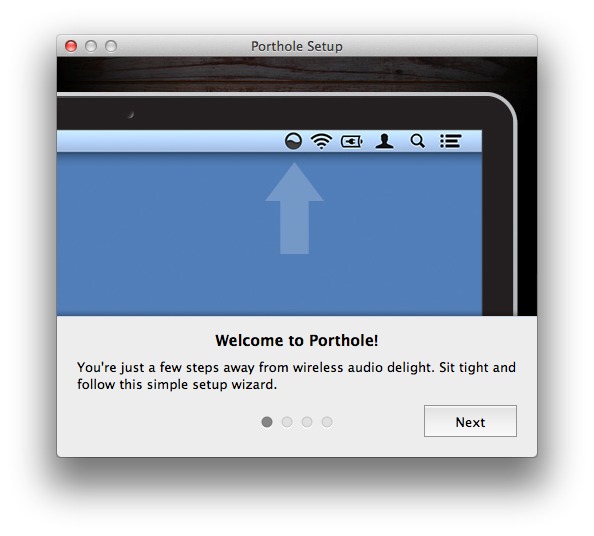 Porthole Setup
Welcome to Porthole!
You're just a few steps away from wireless audio delight. Sit tight and
follow this simple setup wizard.
Next